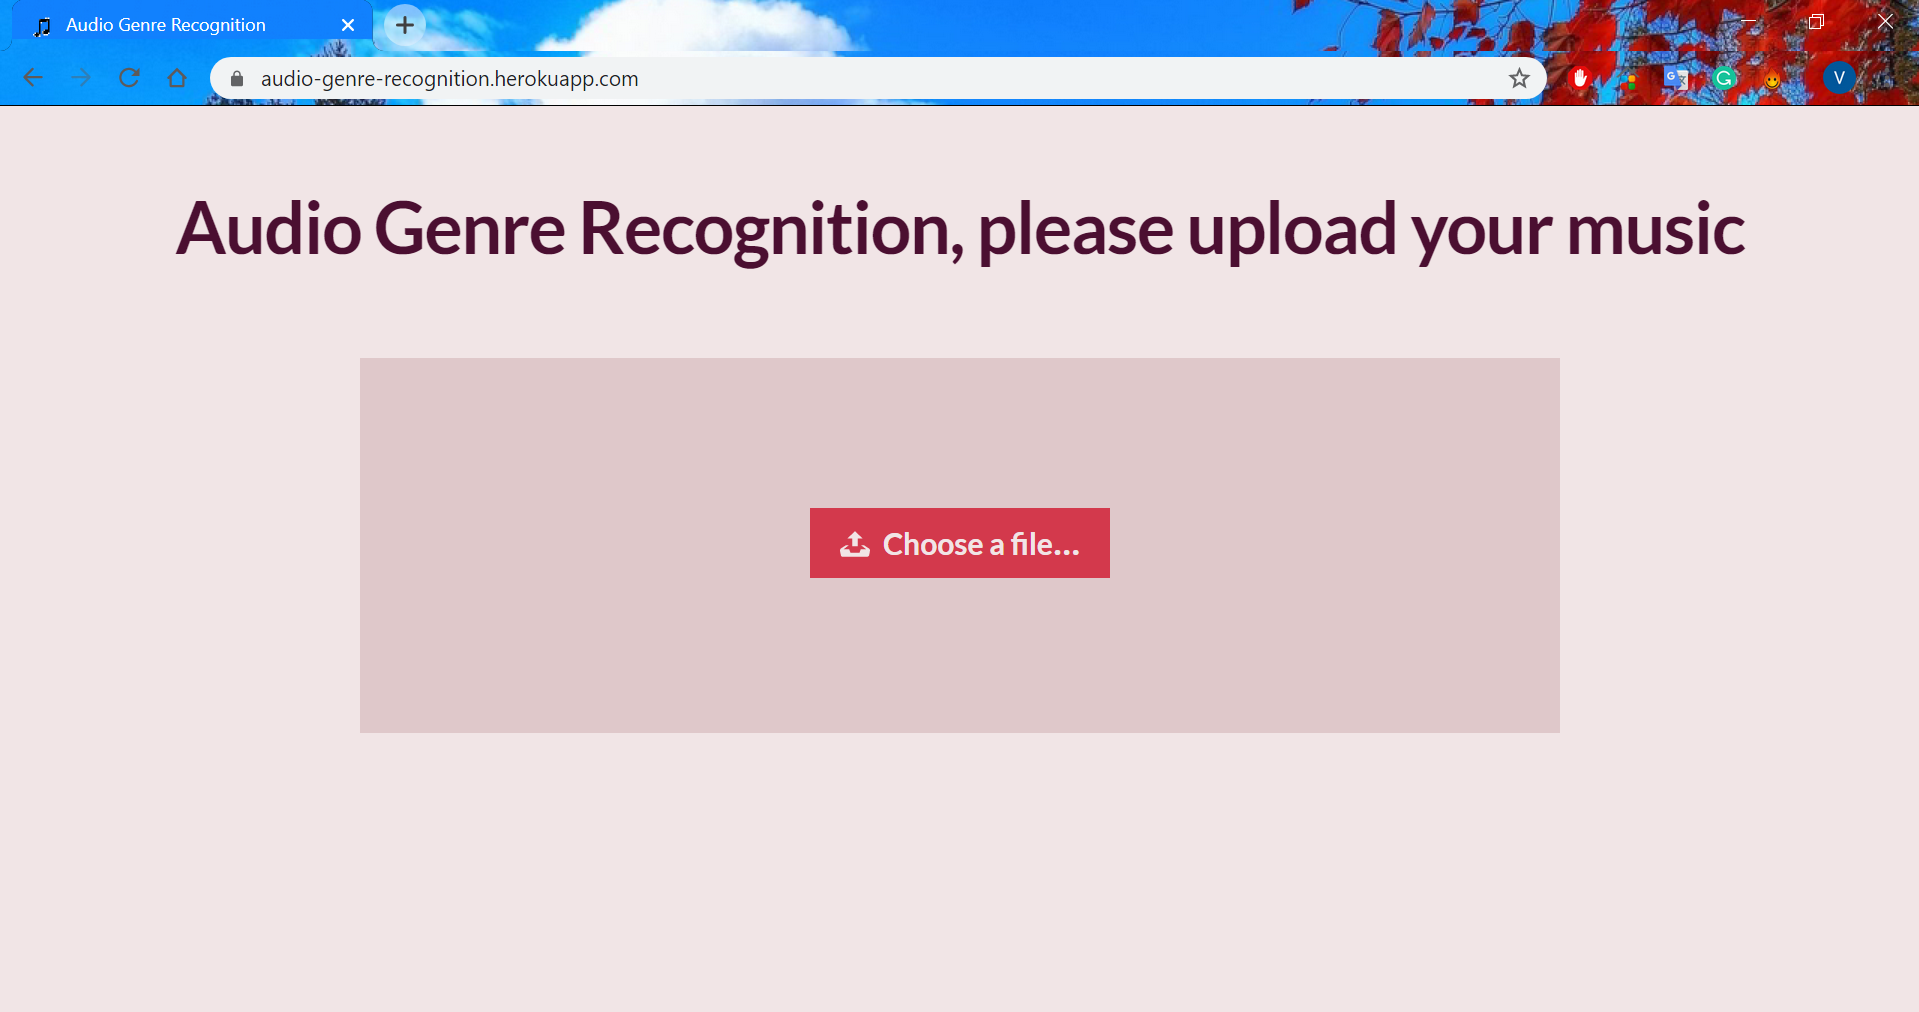 Audio Genre Recognition
audio-genre-recognition.herokuapp.com
G
G
V
Audio Genre Recognition, please upload your music
Choose a file...